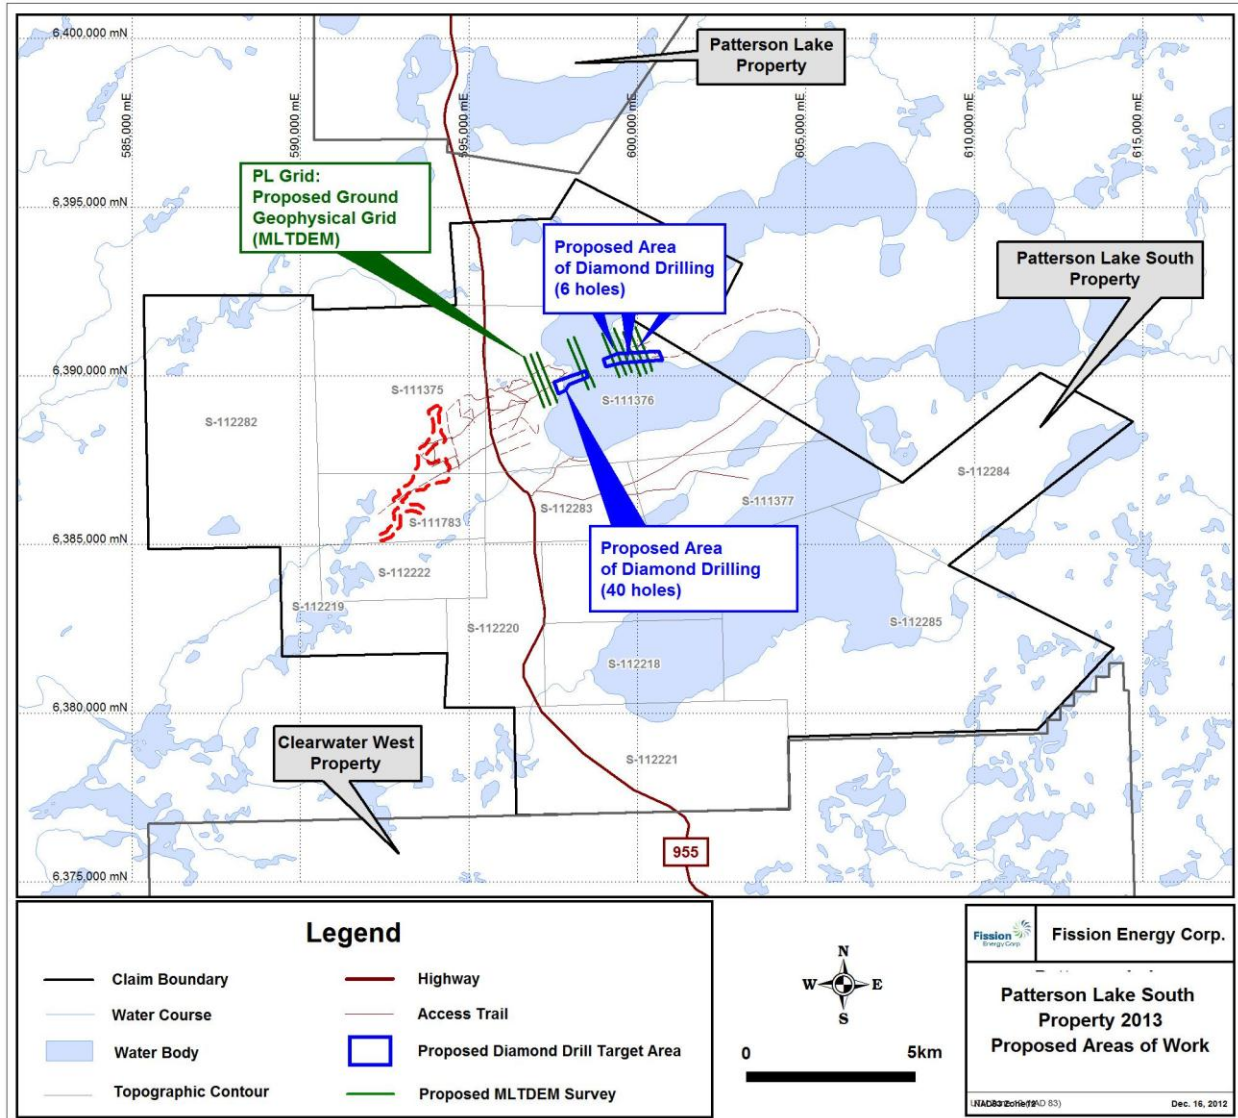 6,400,000 mN
585,000 mE
590,000 mE
595,000 mE
600,000 mE
605,000 mE
610,000 mE
615,000 mE
Patterson Lake
Property
6,395,000 mN
PL Grid:
Proposed Ground
Geophysical Grid
(MLTDEM)
Proposed Area
of Diamond Drilling
(6 holes)
Patterson Lake South
Property
6,390,000 mN
S-111375
S-111376
S-112282
S-112284
S-111377
S-112283
S-111783
6,385,000 mN
Proposed Area
of Diamond Drilling
(40 holes)
S-112222
S-112219
S-112220
S-112285
S-112218
6,380,000 mN
Clearwater West
Property
S-112221
955
6,375,000 mN
Legend
Claim Boundary
Highway
Water Course
Access Trail
Water Body
Proposed Diamond Drill Target Area
Topographic Contour
Proposed MLTDEM Survey
N
W E
S
0 5km
Fission
Energy Corp.
Fission Energy Corp.
Patterson Lake South
Property 2013
Proposed Areas of Work
Dec. 16, 2012